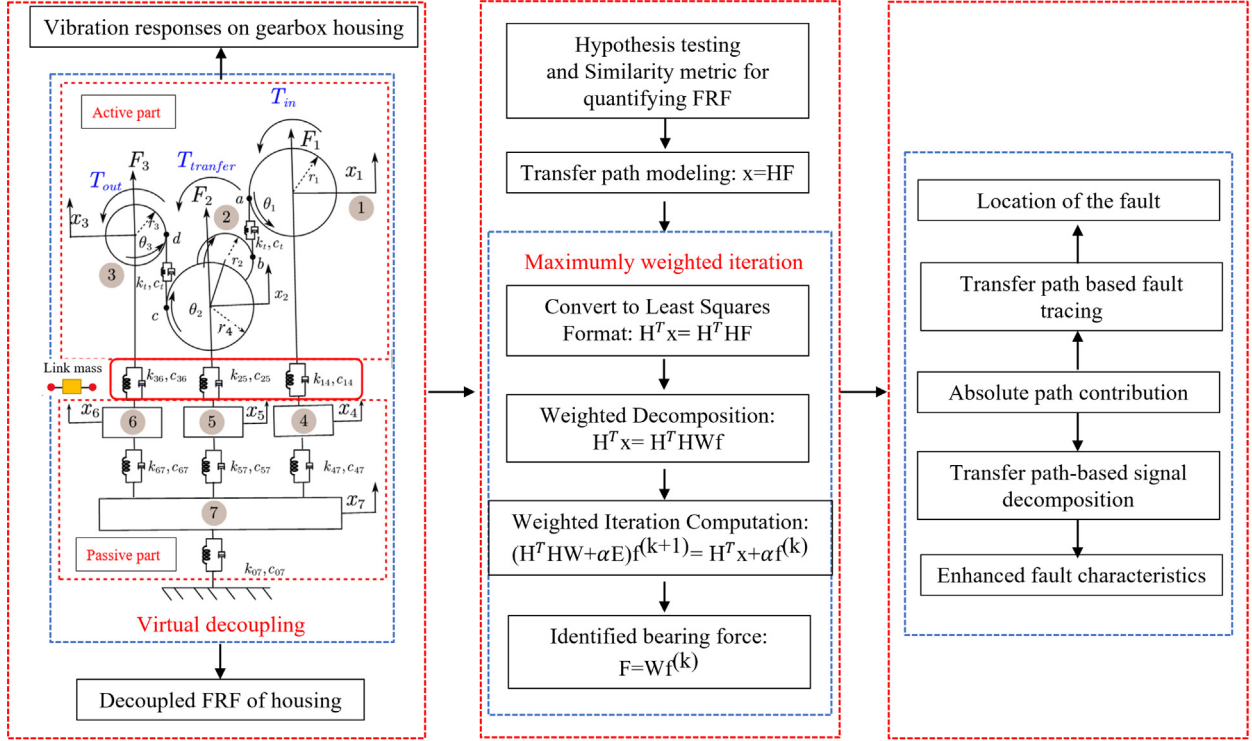 Vibration responses on gearbox housing
Active part
T_in
F_1
x_1
r_1
1
T_tranfer
F_3
T_out
F_2
a
θ_1
2
x_3
r_3
d
θ_3
k_t, c_t
b
r_2
3
k_t, c_t
x_2
c
θ_2
r_4
Link mass
k_36, c_36
k_25, c_25
k_14, c_14
x_6
6
5
x_5
4
x_4
k_67, c_67
k_57, c_57
k_47, c_47
x_7
7
Passive part
k_07, c_07
Virtual decoupling
Decoupled FRF of housing
Hypothesis testing
and Similarity metric for
quantifying FRF
Transfer path modeling: x=HF
Maximumly weighted iteration
Convert to Least Squares
Format: H^T x= H^T HF
Weighted Decomposition:
H^T x= H^T HWf
Weighted Iteration Computation:
(H^T HW+αE)f^(k+1)= H^T x+αf^(k)
Identified bearing force:
F=Wf^(k)
Location of the fault
Transfer path based fault
tracing
Absolute path contribution
Transfer path-based signal
decomposition
Enhanced fault characteristics